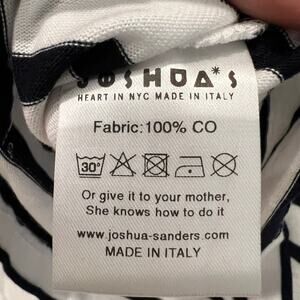 JOSHUA*S
HEART IN NYC MADE IN ITALY
Fabric:100% CO
30°
Or give it to your mother,
She knows how to do it
www.joshua-sanders.com
MADE IN ITALY